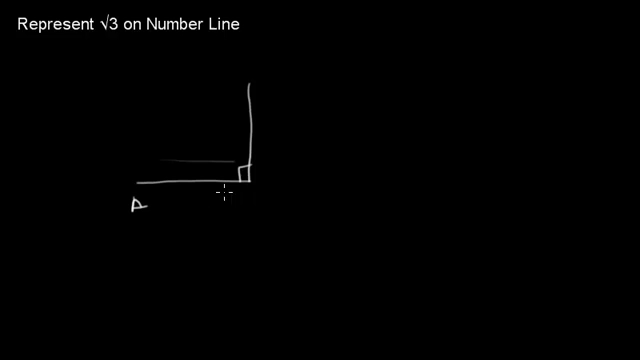 Represent √3 on Number Line
A